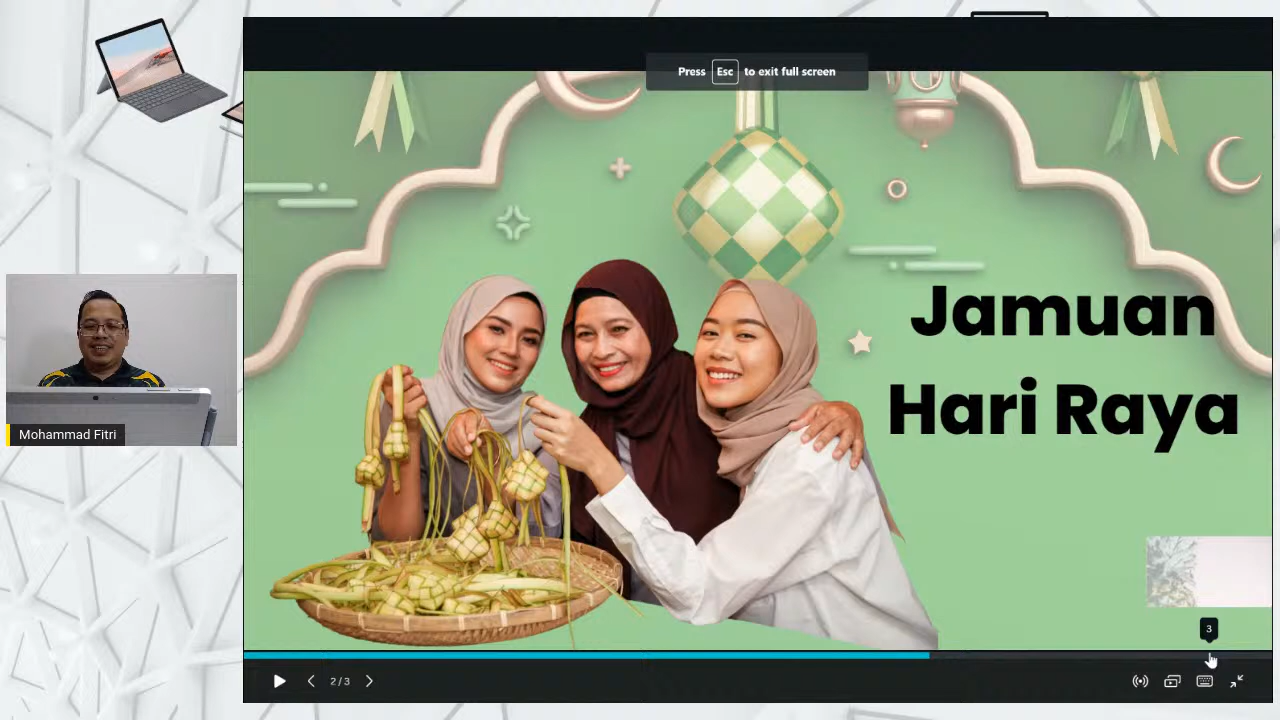 Press Esc to exit full screen
Jamuan
Hari Raya
Mohammad Fitri
3
2/3